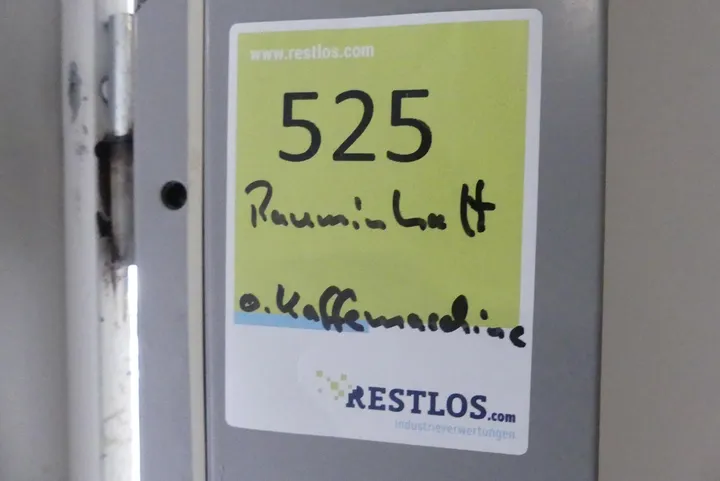 www.restlos.com
525
Rauminhalt
o. Kaffemaschine
RESTLOS.com
industrieverwertungen